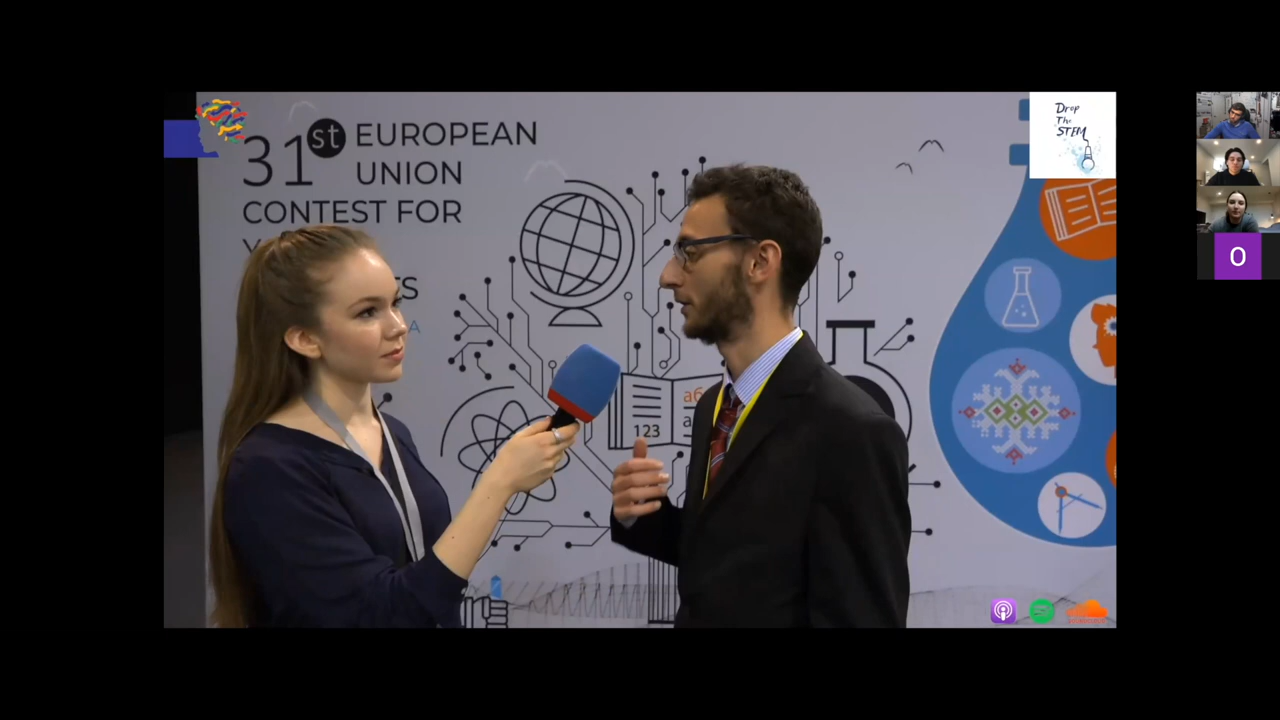 31st EUROPEAN
UNION
CONTEST FOR
Drop
The
STEM
123
O